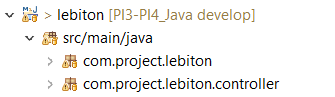 lebiton [PI3-PI4_Java develop]
src/main/java
com.project.lebiton
com.project.lebiton.controller